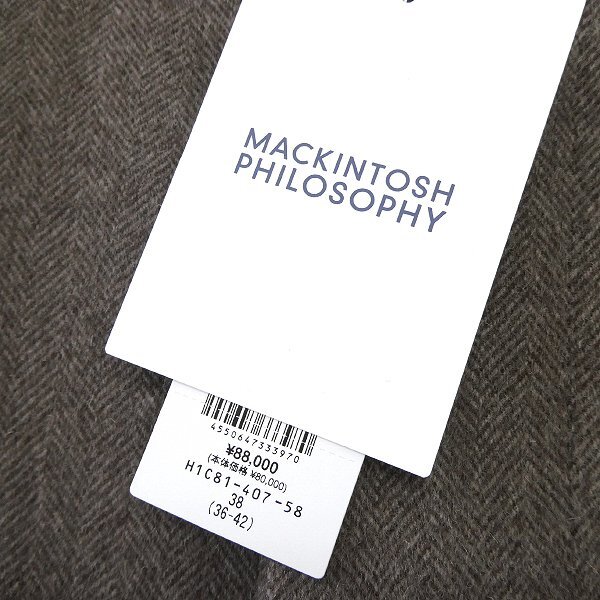 MACKINTOSH
PHILOSOPHY
4550647333970
¥88,000
(本体価格 ¥80,000)
H1C81-407-58
38
(36-42)